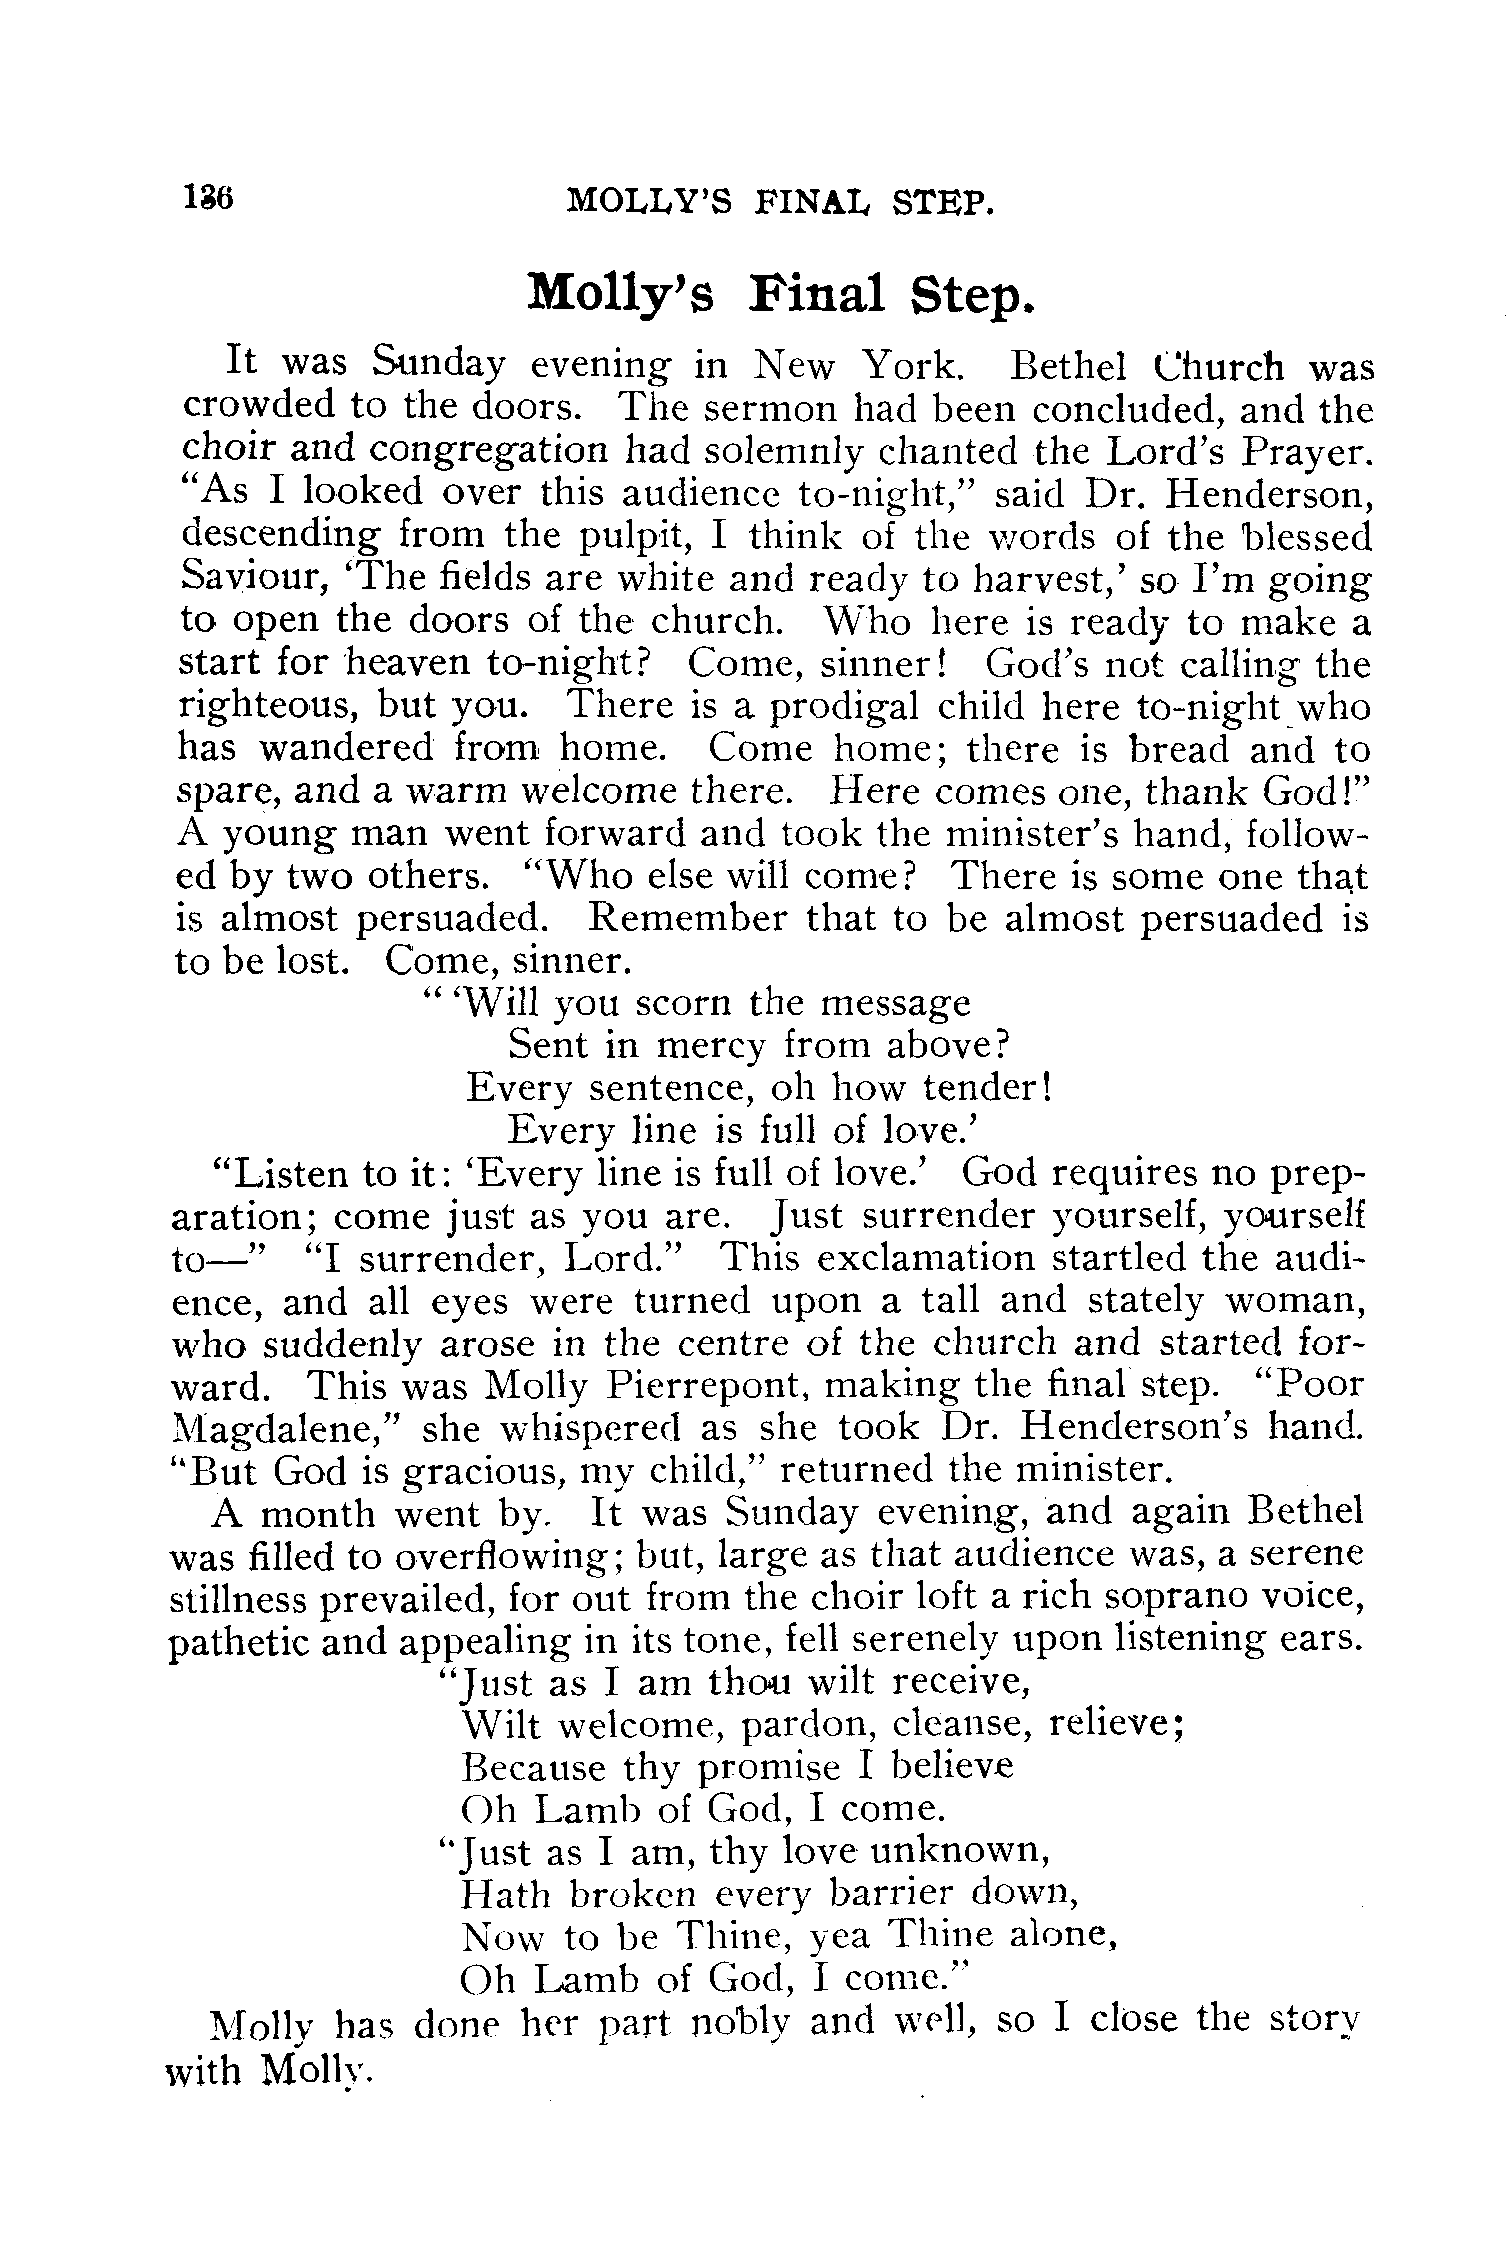 136 MOLLY'S FINAL STEP.
Molly's Final Step.
It was Sunday evening in New York. Bethel Church was
crowded to the doors. The sermon had been concluded, and the
choir and congregation had solemnly chanted the Lord's Prayer.
"As I looked over this audience to-night," said Dr. Henderson,
descending from the pulpit, I think of the words of the blessed
Saviour, 'The fields are white and ready to harvest,' so I'm going
to open the doors of the church. Who here is ready to make a
start for heaven to-night? Come, sinner! God's not calling the
righteous, but you. There is a prodigal child here to-night who
has wandered from home. Come home; there is bread and to
spare, and a warm welcome there. Here comes one, thank God!"
A young man went forward and took the minister's hand, follow-
ed by two others. "Who else will come? There is some one that
is almost persuaded. Remember that to be almost persuaded is
to be lost. Come, sinner.
" 'Will you scorn the message
Sent in mercy from above?
Every sentence, oh how tender!
Every line is full of love.'
"Listen to it: 'Every line is full of love.' God requires no prep-
aration; come just as you are. Just surrender yourself, yourself
to—" "I surrender, Lord." This exclamation startled the audi-
ence, and all eyes were turned upon a tall and stately woman,
who suddenly arose in the centre of the church and started for-
ward. This was Molly Pierrepont, making the final step. "Poor
Magdalene," she whispered as she took Dr. Henderson's hand.
"But God is gracious, my child," returned the minister.
A month went by. It was Sunday evening, and again Bethel
was filled to overflowing; but, large as that audience was, a serene
stillness prevailed, for out from the choir loft a rich soprano voice,
pathetic and appealing in its tone, fell serenely upon listening ears.
"Just as I am thou wilt receive,
Wilt welcome, pardon, cleanse, relieve;
Because thy promise I believe
Oh Lamb of God, I come.
"Just as I am, thy love unknown,
Hath broken every barrier down,
Now to be Thine, yea Thine alone,
Oh Lamb of God, I come."
Molly has done her part nobly and well, so I close the story
with Molly.